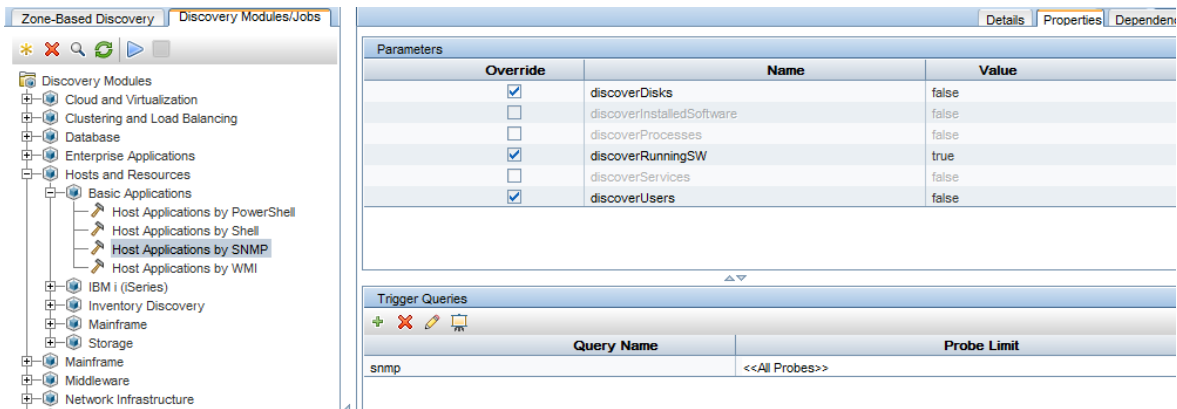 Zone-Based Discovery Discovery Modules/Jobs
Discovery Modules
Cloud and Virtualization
Clustering and Load Balancing
Database
Enterprise Applications
Hosts and Resources
Basic Applications
Host Applications by PowerShell
Host Applications by Shell
Host Applications by SNMP
Host Applications by WMI
IBM i (iSeries)
Inventory Discovery
Mainframe
Storage
Mainframe
Middleware
Network Infrastructure
Details Properties Dependenc
Parameters
Override Name Value
discoverDisks false
discoverInstalledSoftware false
discoverProcesses false
discoverRunningSW true
discoverServices false
discoverUsers false
Trigger Queries
Query Name Probe Limit
snmp <<All Probes>>